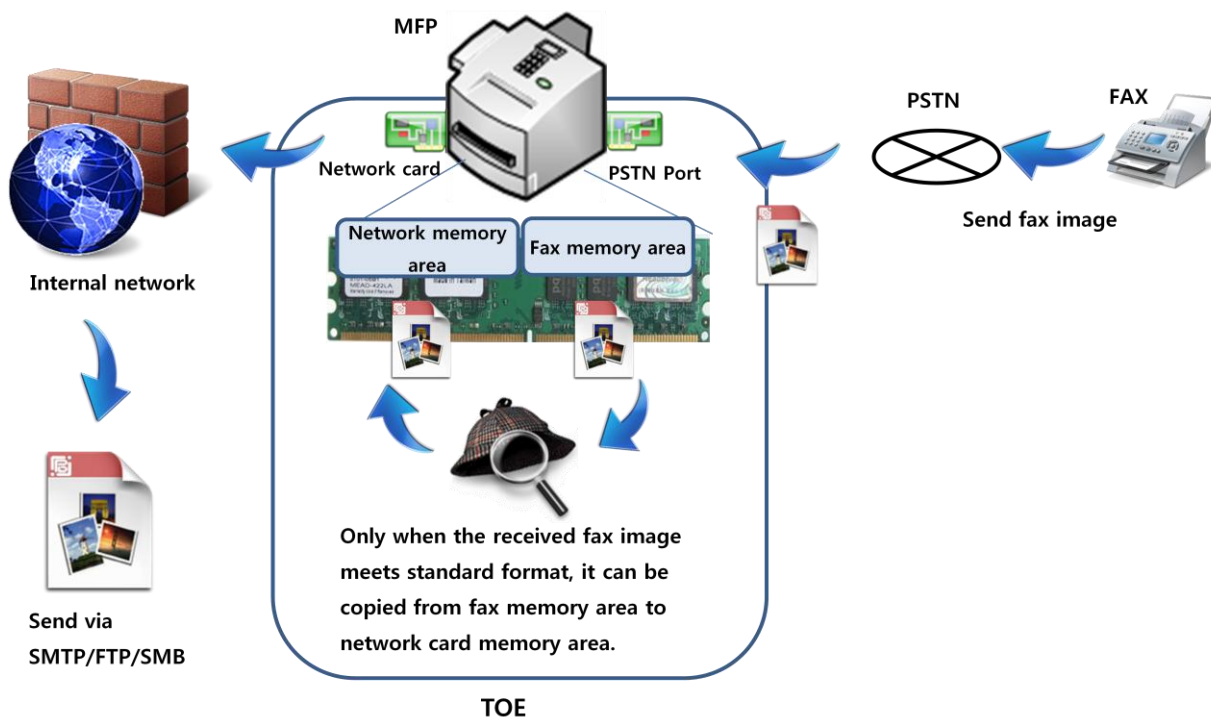 MFP
PSTN
FAX
Network card
PSTN Port
Send fax image
Network memory
area
Fax memory area
MEAD-422LA
Internal network
Only when the received fax image
meets standard format, it can be
copied from fax memory area to
network card memory area.
Send via
SMTP/FTP/SMB
TOE